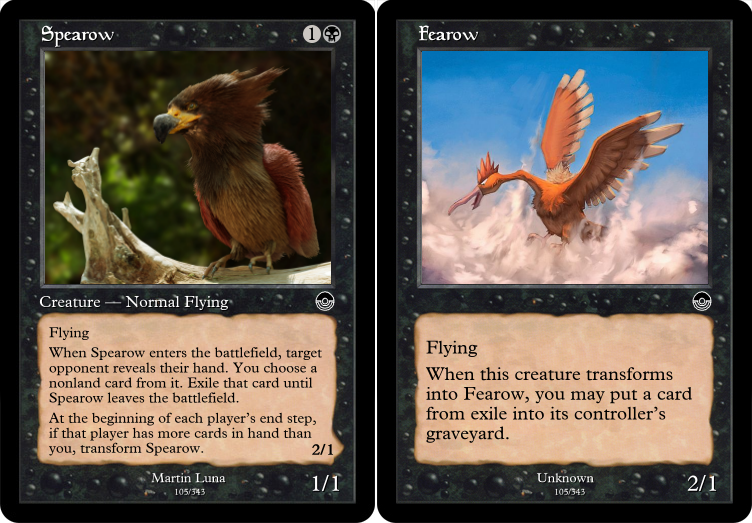 Spearow
1
Creature — Normal Flying
Flying
When Spearow enters the battlefield, target
opponent reveals their hand. You choose a
nonland card from it. Exile that card until
Spearow leaves the battlefield.
At the beginning of each player's end step,
if that player has more cards in hand than
you, transform Spearow.
2/1
Martin Luna
105/343
1/1
Fearow
Flying
When this creature transforms
into Fearow, you may put a card
from exile into its controller's
graveyard.
Unknown
105/343
2/1